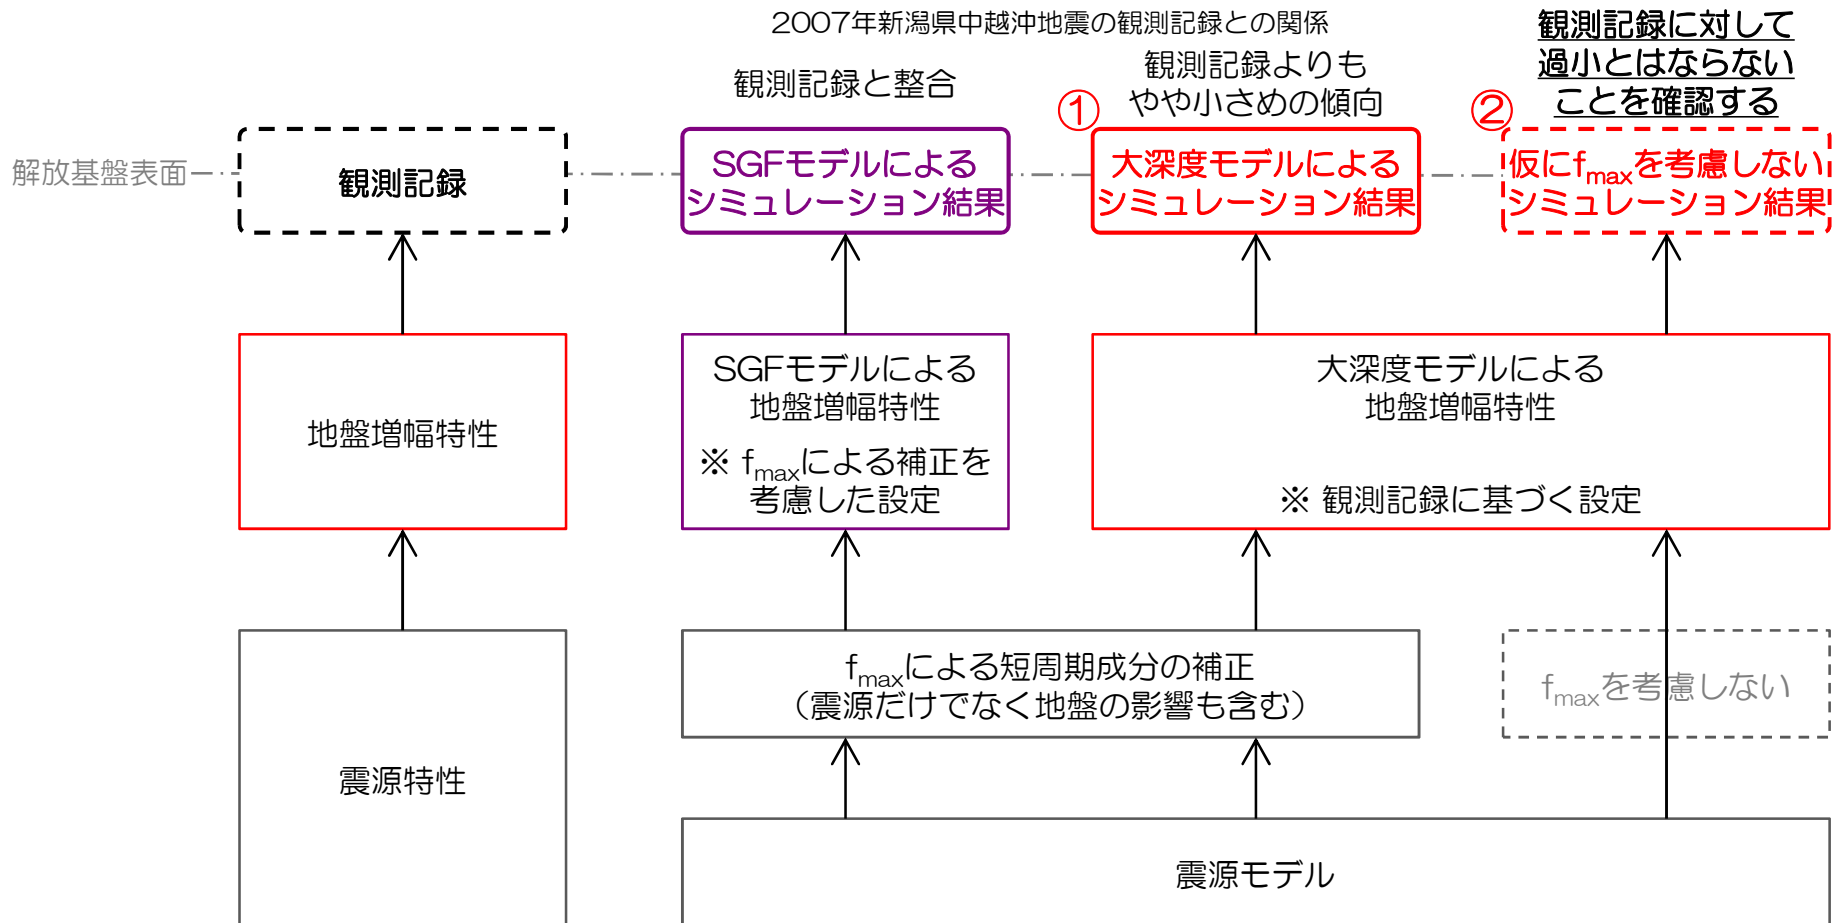 2007年新潟県中越沖地震の観測記録との関係
観測記録と整合
観測記録よりも
やや小さめの傾向
観測記録に対して
過小とはならない
ことを確認する
①
②
解放基盤表面
観測記録
SGFモデルによる
シミュレーション結果
大深度モデルによる
シミュレーション結果
仮にfmaxを考慮しない
シミュレーション結果
地盤増幅特性
SGFモデルによる
地盤増幅特性
※ fmaxによる補正を
考慮した設定
大深度モデルによる
地盤増幅特性
※ 観測記録に基づく設定
fmaxによる短周期成分の補正
（震源だけでなく地盤の影響も含む）
fmaxを考慮しない
震源特性
震源モデル